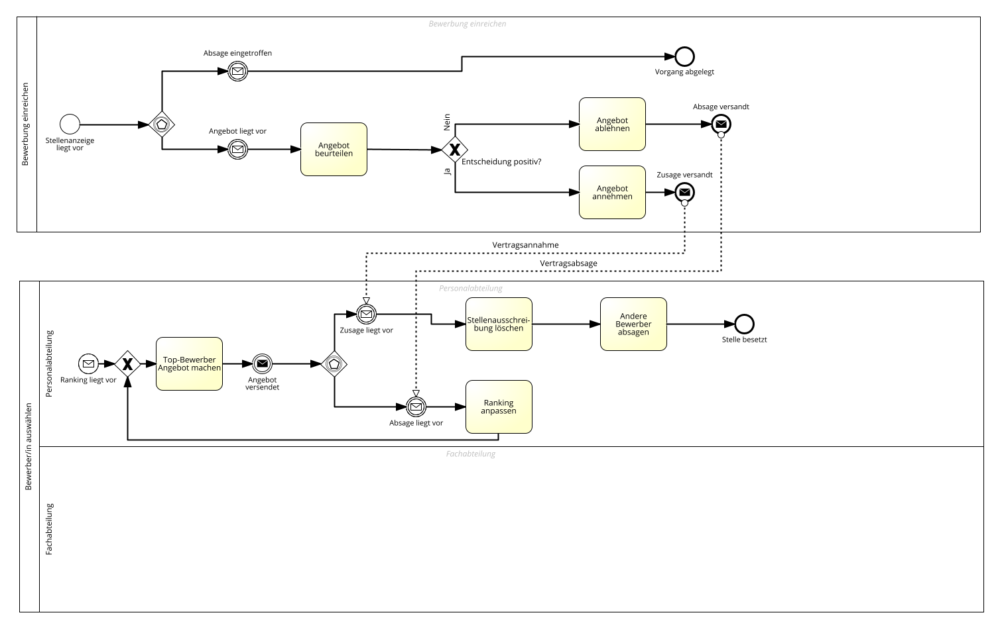 Bewerbung einreichen
Bewerbung einreichen
Absage eingetroffen
Vorgang abgelegt
Stellenanzeige
liegt vor
Angebot liegt vor
Angebot
beurteilen
Nein
Entscheidung positiv?
Ja
Angebot
ablehnen
Absage versandt
Angebot
annehmen
Zusage versandt
Vertragsannahme
Vertragsabsage
Bewerber/in auswählen
Personalabteilung
Personalabteilung
Ranking liegt vor
Top-Bewerber
Angebot machen
Angebot
versendet
Zusage liegt vor
Stellenausschrei-
bung löschen
Andere
Bewerber
absagen
Stelle besetzt
Absage liegt vor
Ranking
anpassen
Fachabteilung
Fachabteilung